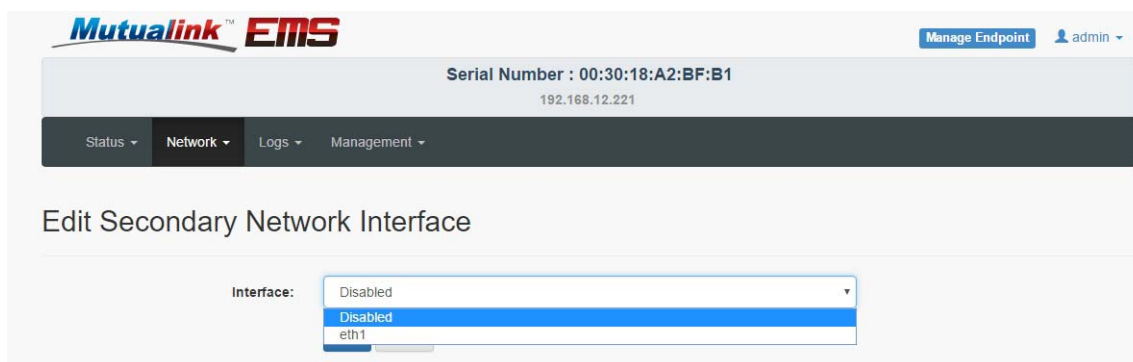 Mutualink™ EMS
Manage Endpoint admin
Serial Number : 00:30:18:A2:BF:B1
192.168.12.221
Status Network Logs Management
Edit Secondary Network Interface
Interface: Disabled
Disabled
eth1